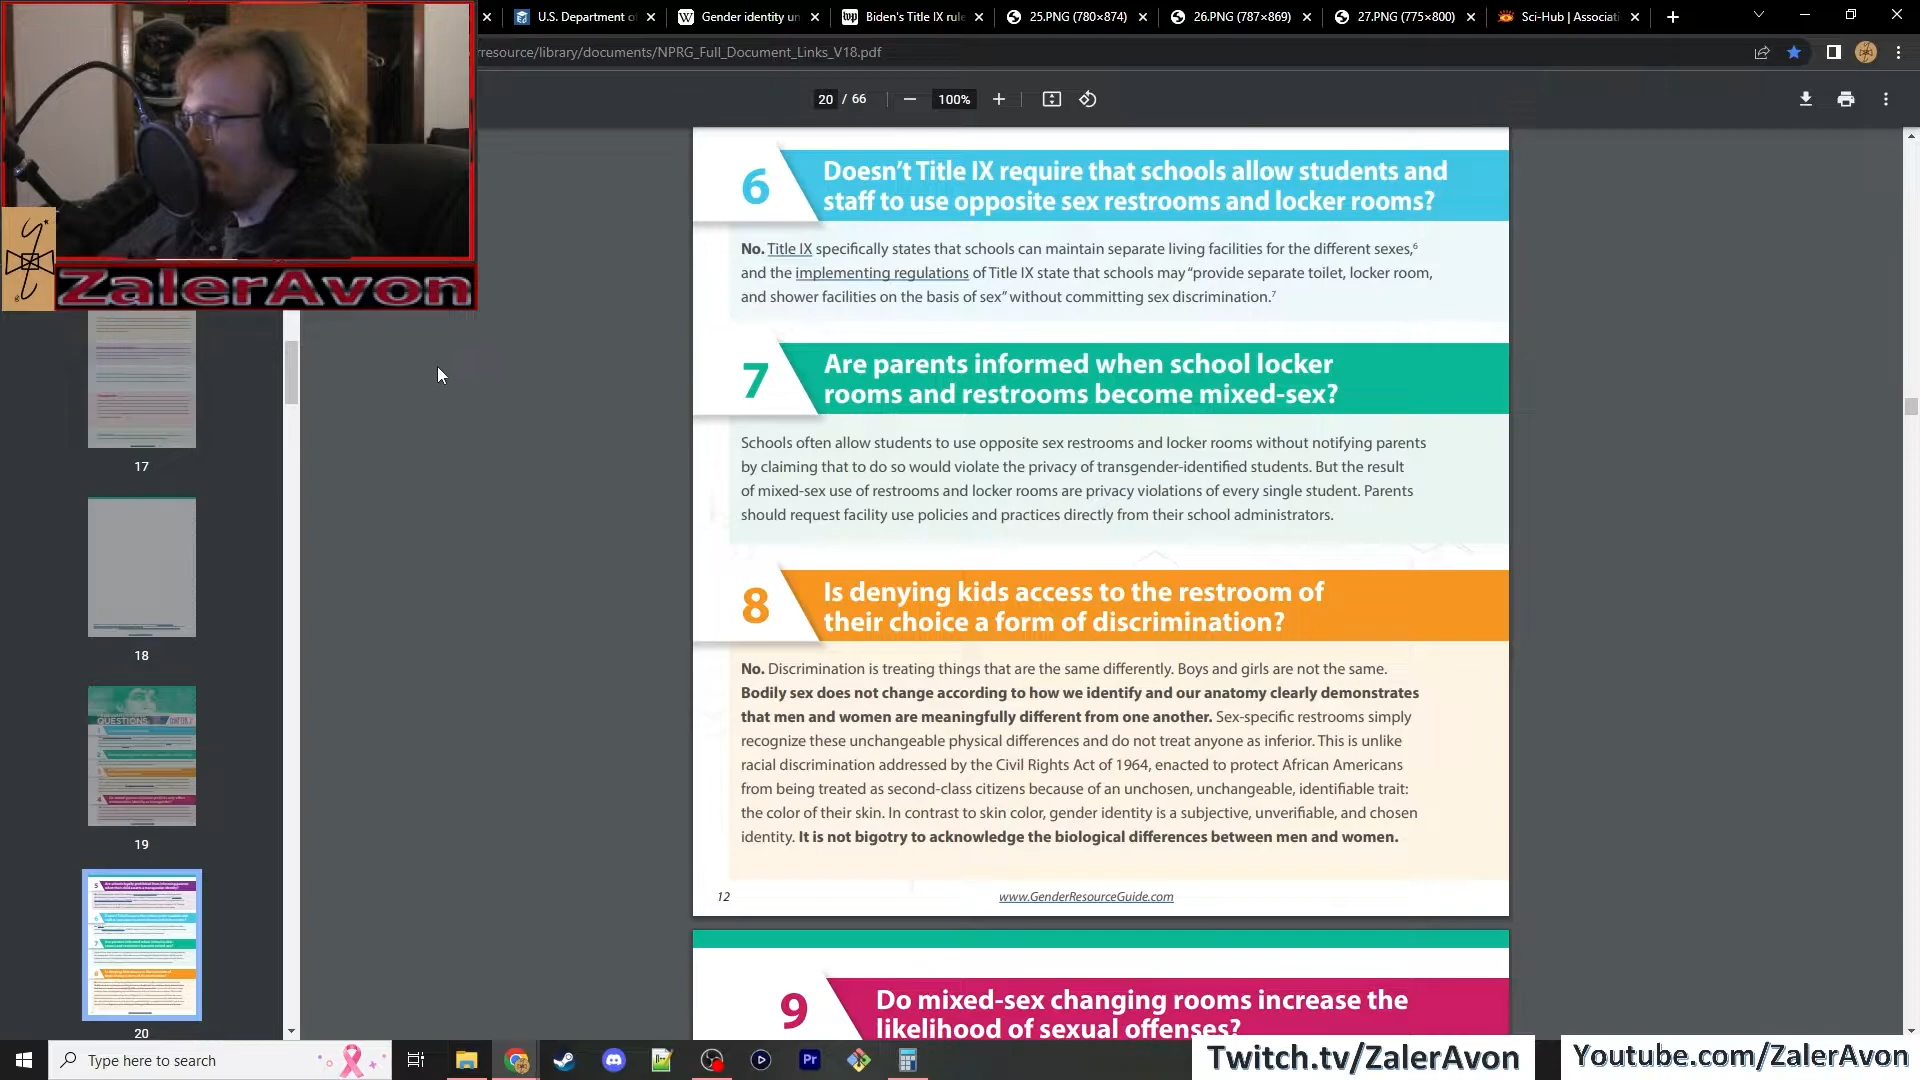 U.S. Department of
Gender identity un
Biden's Title IX rule
25.PNG (780×874)
26.PNG (787×869)
27.PNG (775×800)
Sci-Hub | Associati
rresource/library/documents/NPRG_Full_Document_Links_V18.pdf
20 / 66
100%
ZalerAvon
17
18
19
20
6
Doesn't Title IX require that schools allow students and
staff to use opposite sex restrooms and locker rooms?
No. Title IX specifically states that schools can maintain separate living facilities for the different sexes,6
and the implementing regulations of Title IX state that schools may "provide separate toilet, locker room,
and shower facilities on the basis of sex" without committing sex discrimination.7
7
Are parents informed when school locker
rooms and restrooms become mixed-sex?
Schools often allow students to use opposite sex restrooms and locker rooms without notifying parents
by claiming that to do so would violate the privacy of transgender-identified students. But the result
of mixed-sex use of restrooms and locker rooms are privacy violations of every single student. Parents
should request facility use policies and practices directly from their school administrators.
8
Is denying kids access to the restroom of
their choice a form of discrimination?
No. Discrimination is treating things that are the same differently. Boys and girls are not the same.
Bodily sex does not change according to how we identify and our anatomy clearly demonstrates
that men and women are meaningfully different from one another. Sex-specific restrooms simply
recognize these unchangeable physical differences and do not treat anyone as inferior. This is unlike
racial discrimination addressed by the Civil Rights Act of 1964, enacted to protect African Americans
from being treated as second-class citizens because of an unchosen, unchangeable, identifiable trait:
the color of their skin. In contrast to skin color, gender identity is a subjective, unverifiable, and chosen
identity. It is not bigotry to acknowledge the biological differences between men and women.
12
www.GenderResourceGuide.com
9
Do mixed-sex changing rooms increase the
likelihood of sexual offenses?
Type here to search
Twitch.tv/ZalerAvon
Youtube.com/ZalerAvon